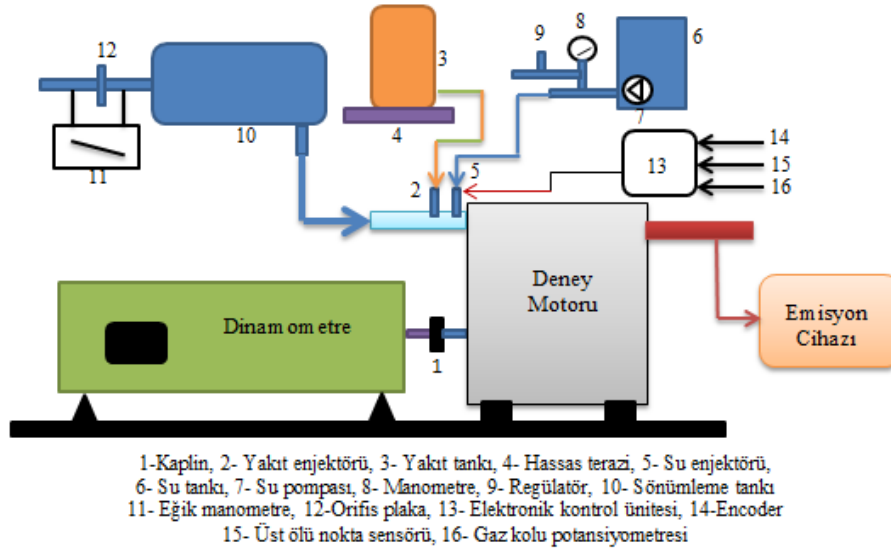 12
10
11
3
4
9
8
6
7
2
5
13
14
15
16
Deney
Motoru
Dinamometre
1
Emisyon
Cihazı
1-Kaplin, 2- Yakıt enjektörü, 3- Yakıt tankı, 4- Hassas terazi, 5- Su enjektörü,
6- Su tankı, 7- Su pompası, 8- Manometre, 9- Regülatör, 10- Sönümleme tankı
11- Eğik manometre, 12-Orifis plaka, 13- Elektronik kontrol ünitesi, 14-Encoder
15- Üst ölü nokta sensörü, 16- Gaz kolu potansiyometresi